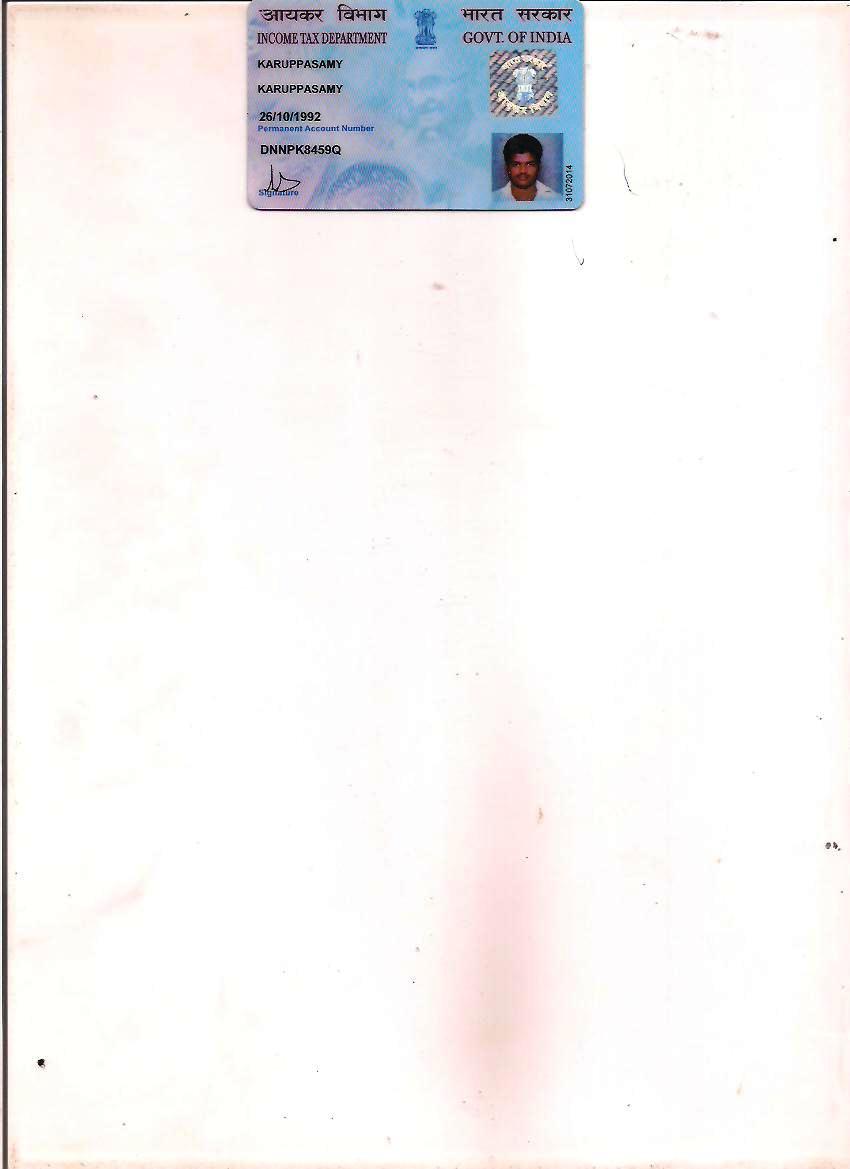 आयकर विभाग
INCOME TAX DEPARTMENT
भारत सरकार
GOVT. OF INDIA
KARUPPASAMY
KARUPPASAMY
26/10/1992
Permanent Account Number
DNNPK8459Q
Signature
31072014